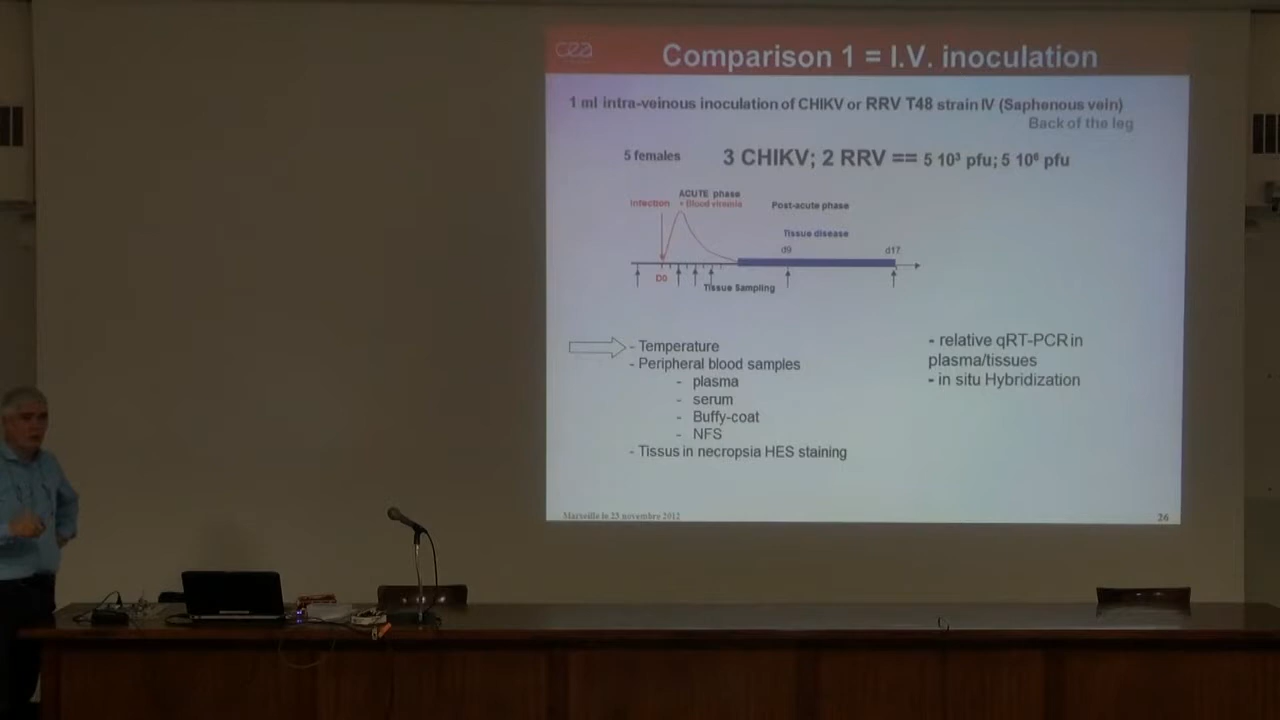 cea
Comparison 1 = I.V. inoculation
1 ml intra-veinous inoculation of CHIKV or RRV T48 strain IV (Saphenous vein)
Back of the leg
5 females
3 CHIKV; 2 RRV == 5 10³ pfu; 5 10⁶ pfu
ACUTE phase
Infection
+ Blood viremia
Post-acute phase
Tissue disease
d9
d17
D0
Tissue Sampling
- Temperature
- Peripheral blood samples
- plasma
- serum
- Buffy-coat
- NFS
- Tissus in necropsia HES staining
- relative qRT-PCR in
plasma/tissues
- in situ Hybridization
Marseille le 23 novembre 2012
26